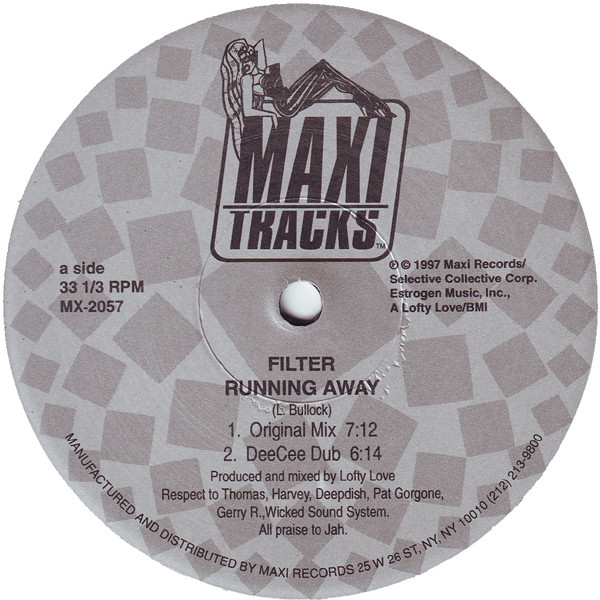 MAXI
TRACKS™
a side
33 1/3 RPM
MX-2057
℗ © 1997 Maxi Records/
Selective Collective Corp.
Estrogen Music, Inc.,
A Lofty Love/BMI
FILTER
RUNNING AWAY
(L. Bullock)
1. Original Mix 7:12
2. DeeCee Dub 6:14
Produced and mixed by Lofty Love
Respect to Thomas, Harvey, Deepdish, Pat Gorgone,
Gerry R.,Wicked Sound System.
All praise to Jah.
MANUFACTURED AND DISTRIBUTED BY MAXI RECORDS 25 W 26 ST, NY, NY 10010 (212) 213-9800